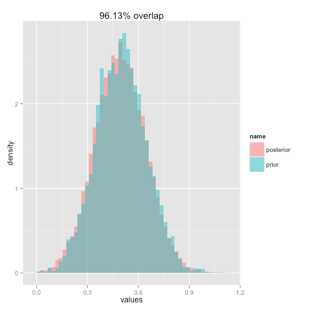 96.13% overlap
density
2
1
0
0.0 0.3 0.6 0.9 1.2
values
name
posterior
prior